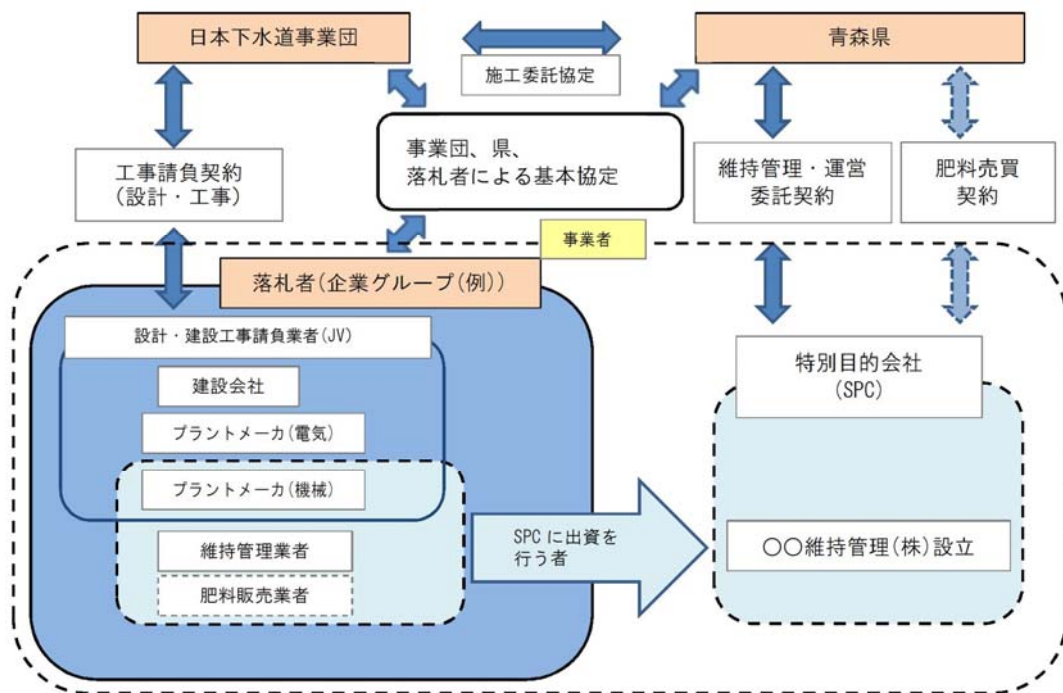 日本下水道事業団
青森県
施工委託協定
工事請負契約
(設計・工事)
事業団、県、
落札者による基本協定
維持管理・運営
委託契約
肥料売買
契約
事業者
落札者(企業グループ(例))
設計・建設工事請負業者(JV)
建設会社
プラントメーカ(電気)
プラントメーカ(機械)
維持管理業者
肥料販売業者
SPCに出資を
行う者
特別目的会社
(SPC)
〇〇維持管理(株)設立